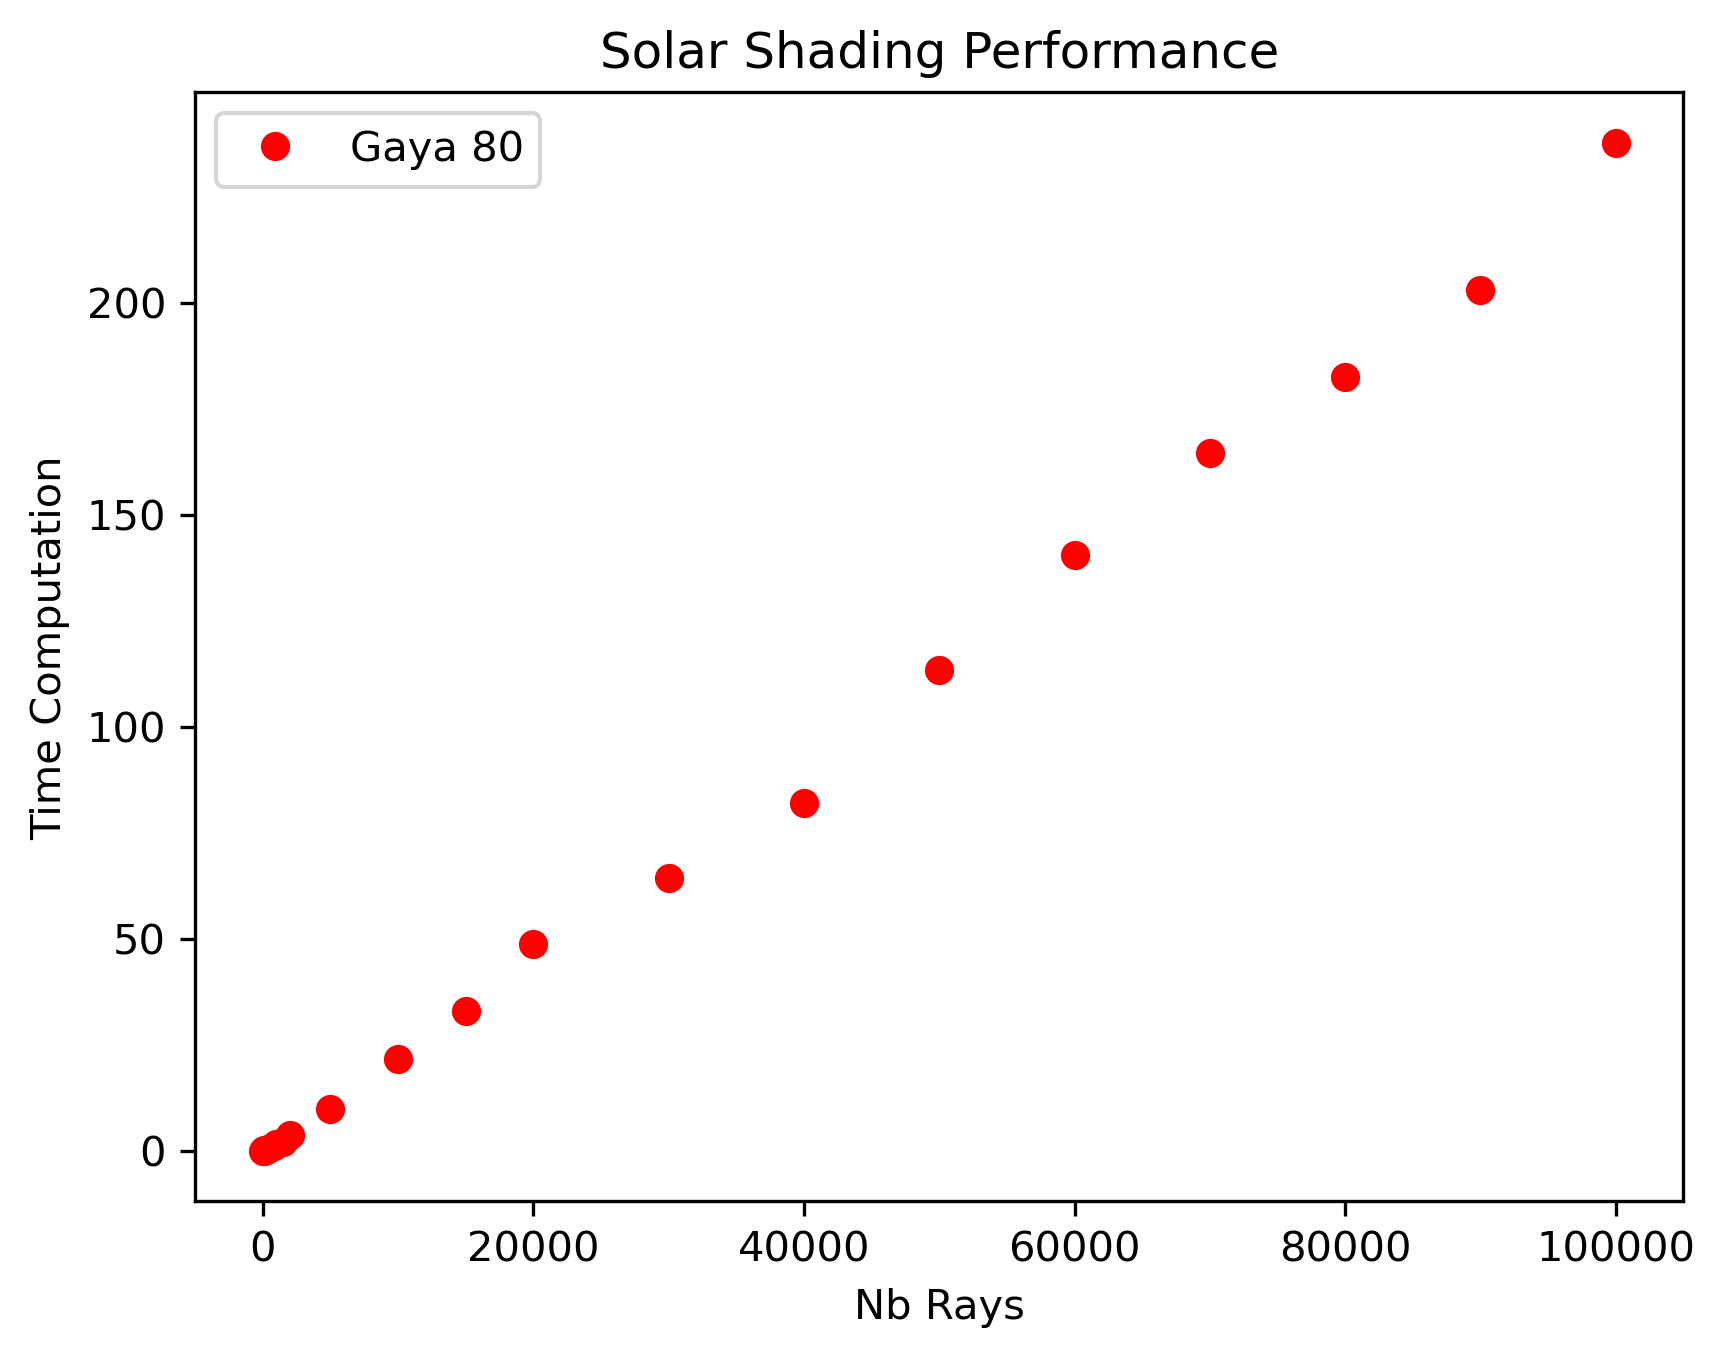 Solar Shading Performance
Gaya 80
Time Computation
200
150
100
50
0
0 20000 40000 60000 80000 100000
Nb Rays